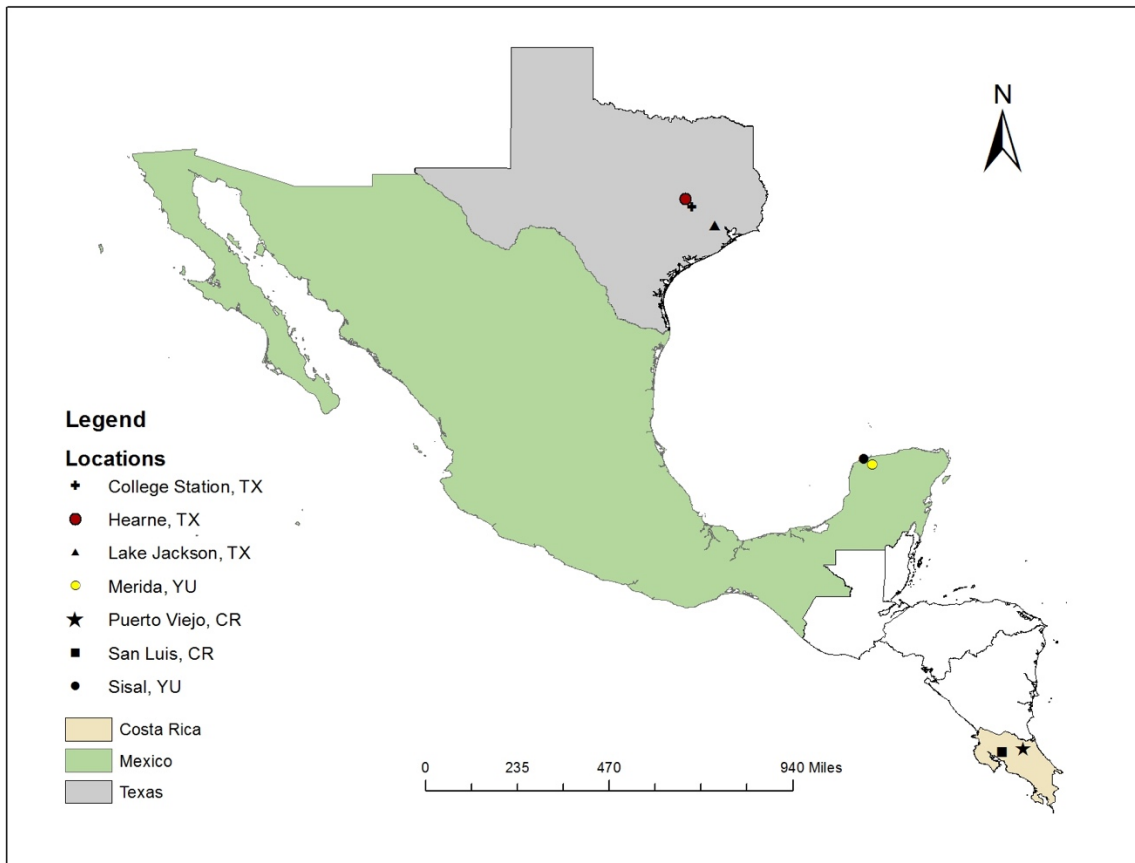 N
Legend
Locations
College Station, TX
Hearne, TX
Lake Jackson, TX
Merida, YU
Puerto Viejo, CR
San Luis, CR
Sisal, YU
Costa Rica
Mexico
Texas
0 235 470 940 Miles